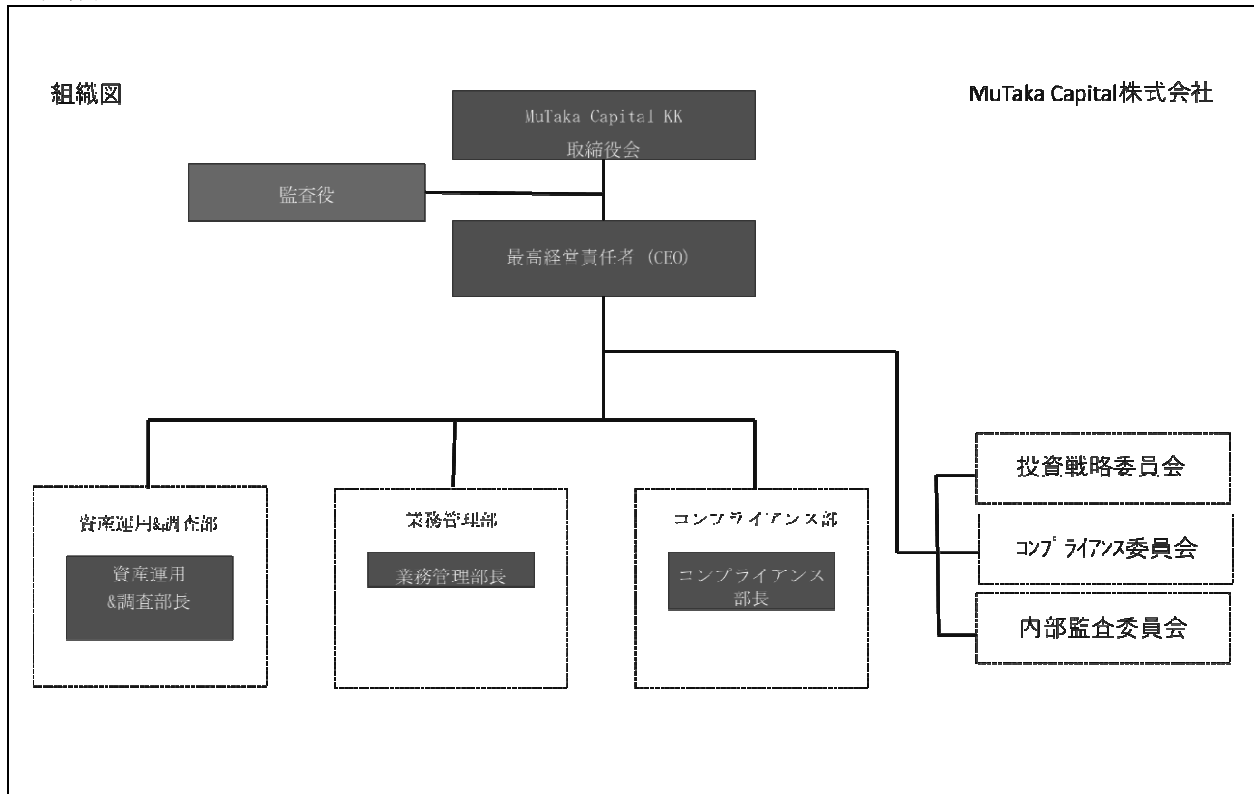 組織図
MuTaka Capital株式会社
MuTaka Capital KK
取締役会
監査役
最高経営責任者 (CEO)
資産運用&調査部
資産運用
&調査部長
業務管理部
業務管理部長
コンプライアンス部
コンプライアンス
部長
投資戦略委員会
コンプライアンス委員会
内部監査委員会